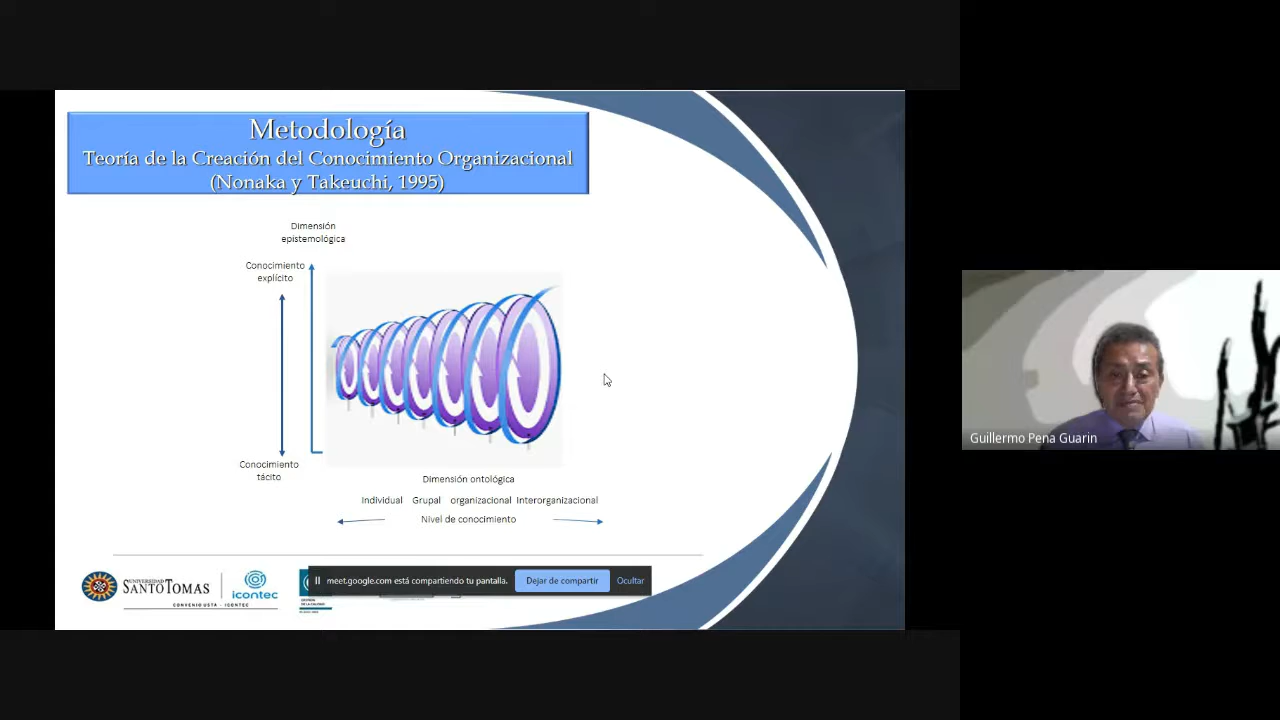 Metodología
Teoría de la Creación del Conocimiento Organizacional
(Nonaka y Takeuchi, 1995)
Dimensión
epistemológica
Conocimiento
explícito
Conocimiento
tácito
Dimensión ontológica
Individual Grupal organizacional Interorganizacional
Nivel de conocimiento
UNIVERSIDAD
SANTO TOMAS
icontec
CONVENIO USTA - ICONTEC
meet.google.com está compartiendo tu pantalla.
Dejar de compartir
Ocultar
Guillermo Pena Guarin